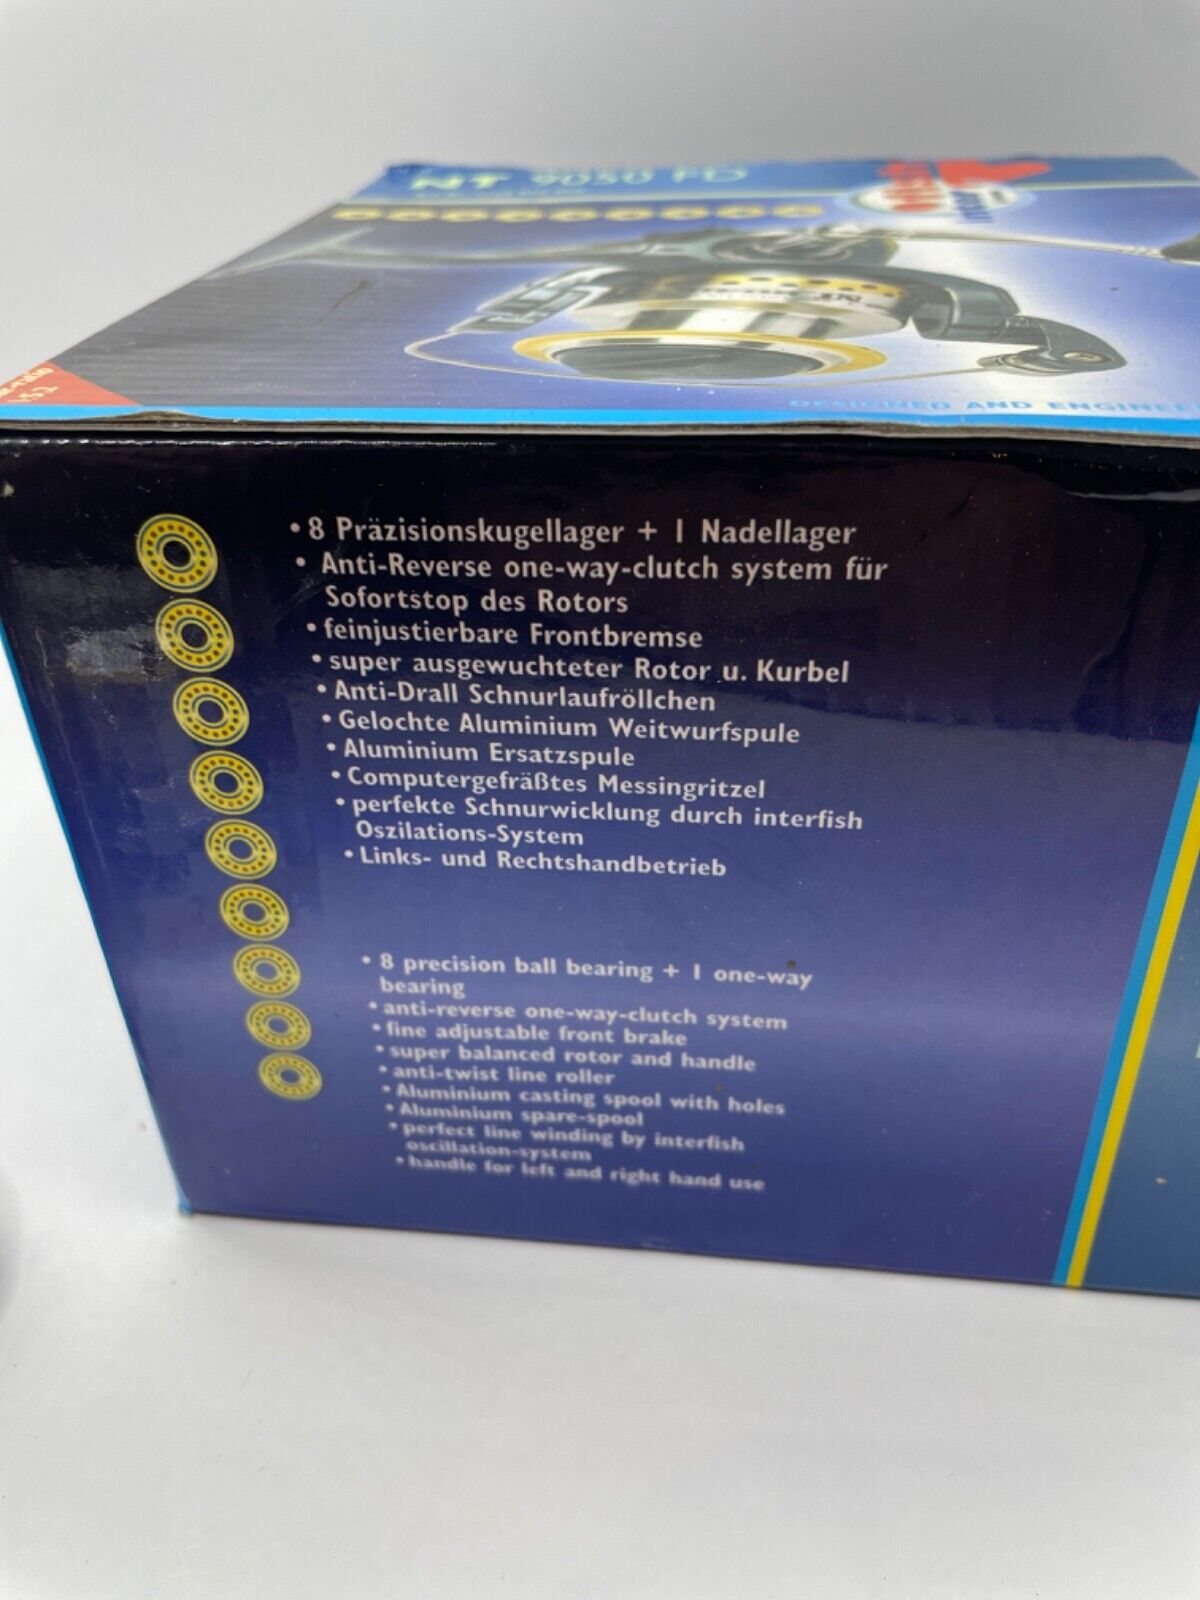 NT 9050 FD
DESIGNED AND ENGINEER
• 8 Präzisionskugellager + 1 Nadellager
• Anti-Reverse one-way-clutch system für
Sofortstop des Rotors
• feinjustierbare Frontbremse
• super ausgewuchteter Rotor u. Kurbel
• Anti-Drall Schnurlaufröllchen
• Gelochte Aluminium Weitwurfspule
• Aluminium Ersatzspule
• Computergefräßtes Messingritzel
• perfekte Schnurwicklung durch interfish
Oszilations-System
• Links- und Rechtshandbetrieb
• 8 precision ball bearing + 1 one-way
bearing
• anti-reverse one-way-clutch system
• fine adjustable front brake
• super balanced rotor and handle
• anti-twist line roller
• Aluminium casting spool with holes
• Aluminium spare-spool
• perfect line winding by interfish
oscillation-system
• handle for left and right hand use